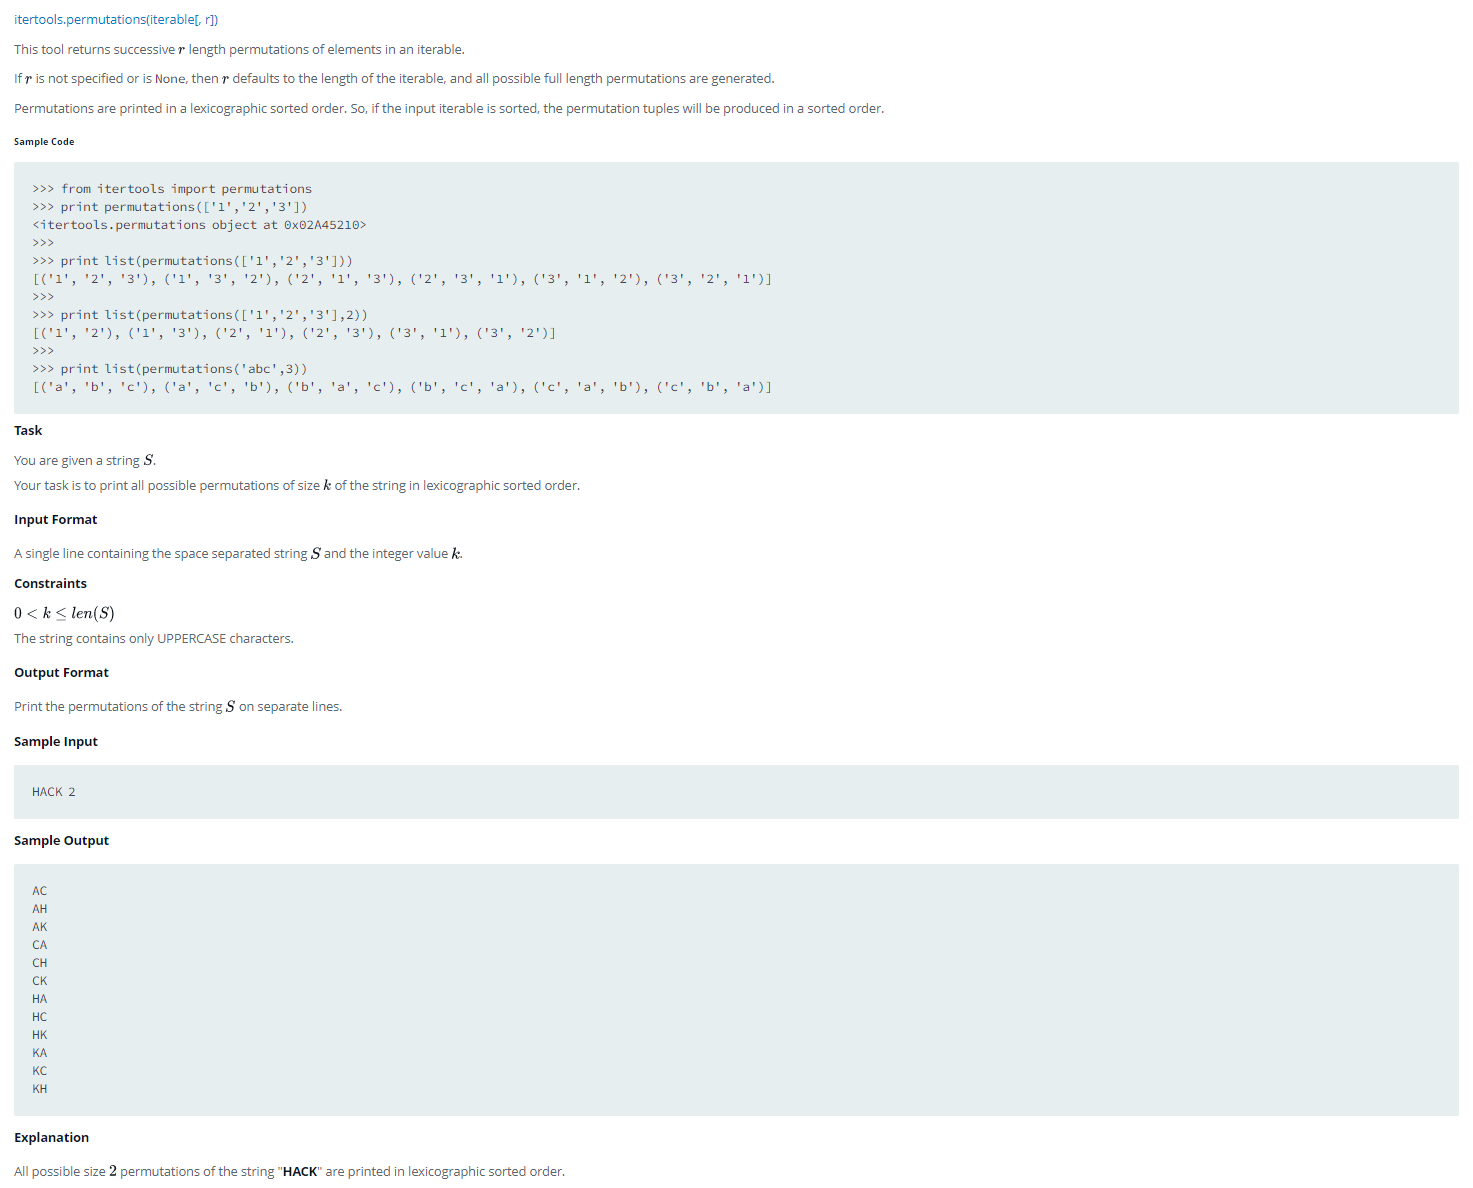 itertools.permutations(iterable[, r])
This tool returns successive r length permutations of elements in an iterable.
If r is not specified or is None, then r defaults to the length of the iterable, and all possible full length permutations are generated.
Permutations are printed in a lexicographic sorted order. So, if the input iterable is sorted, the permutation tuples will be produced in a sorted order.
Sample Code
>>> from itertools import permutations
>>> print permutations(['1','2','3'])
<itertools.permutations object at 0x02A45210>
>>>
>>> print list(permutations(['1','2','3']))
[('1', '2', '3'), ('1', '3', '2'), ('2', '1', '3'), ('2', '3', '1'), ('3', '1', '2'), ('3', '2', '1')]
>>>
>>> print list(permutations(['1','2','3'],2))
[('1', '2'), ('1', '3'), ('2', '1'), ('2', '3'), ('3', '1'), ('3', '2')]
>>>
>>> print list(permutations('abc',3))
[('a', 'b', 'c'), ('a', 'c', 'b'), ('b', 'a', 'c'), ('b', 'c', 'a'), ('c', 'a', 'b'), ('c', 'b', 'a')]
Task
You are given a string S.
Your task is to print all possible permutations of size k of the string in lexicographic sorted order.
Input Format
A single line containing the space separated string S and the integer value k.
Constraints
0 < k ≤ len(S)
The string contains only UPPERCASE characters.
Output Format
Print the permutations of the string S on separate lines.
Sample Input
HACK 2
Sample Output
AC
AH
AK
CA
CH
CK
HA
HC
HK
KA
KC
KH
Explanation
All possible size 2 permutations of the string "HACK" are printed in lexicographic sorted order.